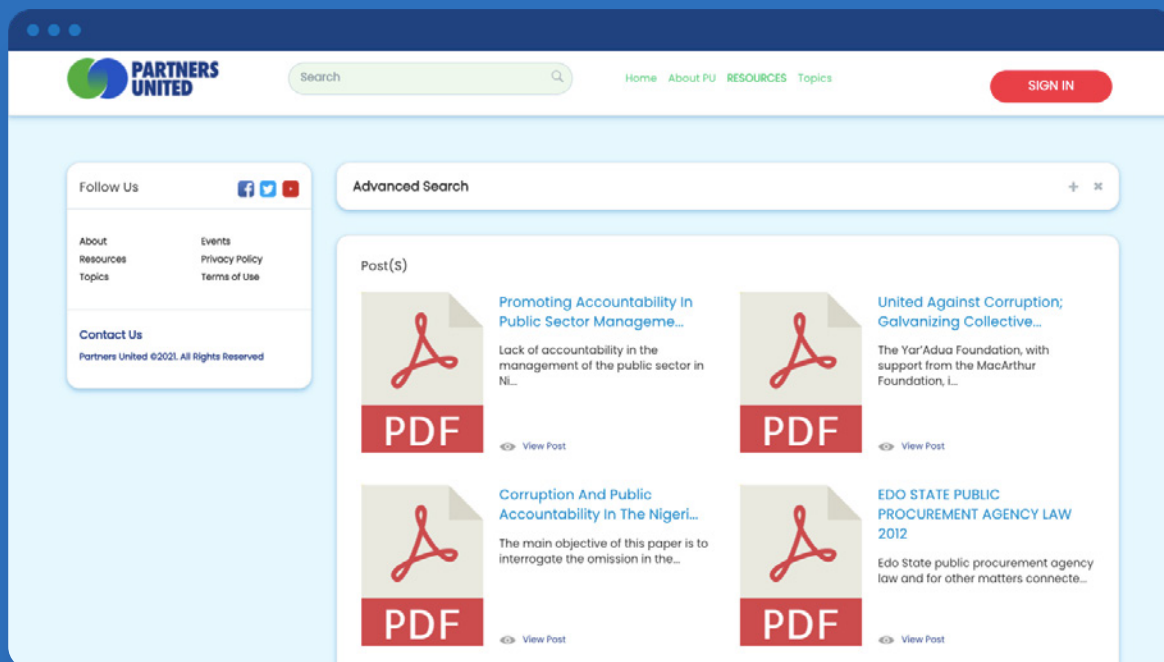 PARTNERS
UNITED
Search
Home About PU RESOURCES Topics
SIGN IN
Follow Us
About Events
Resources Privacy Policy
Topics Terms of Use
Contact Us
Partners United ©2021. All Rights Reserved
Advanced Search
Post(S)
PDF
Promoting Accountability In
Public Sector Manageme...
Lack of accountability in the
management of the public sector in
Ni...
View Post
PDF
United Against Corruption;
Galvanizing Collective...
The Yar'Adua Foundation, with
support from the MacArthur
Foundation, i...
View Post
PDF
Corruption And Public
Accountability In The Nigeri...
The main objective of this paper is to
interrogate the omission in the...
View Post
PDF
EDO STATE PUBLIC
PROCUREMENT AGENCY LAW
2012
Edo State public procurement agency
law and for other matters connecte...
View Post